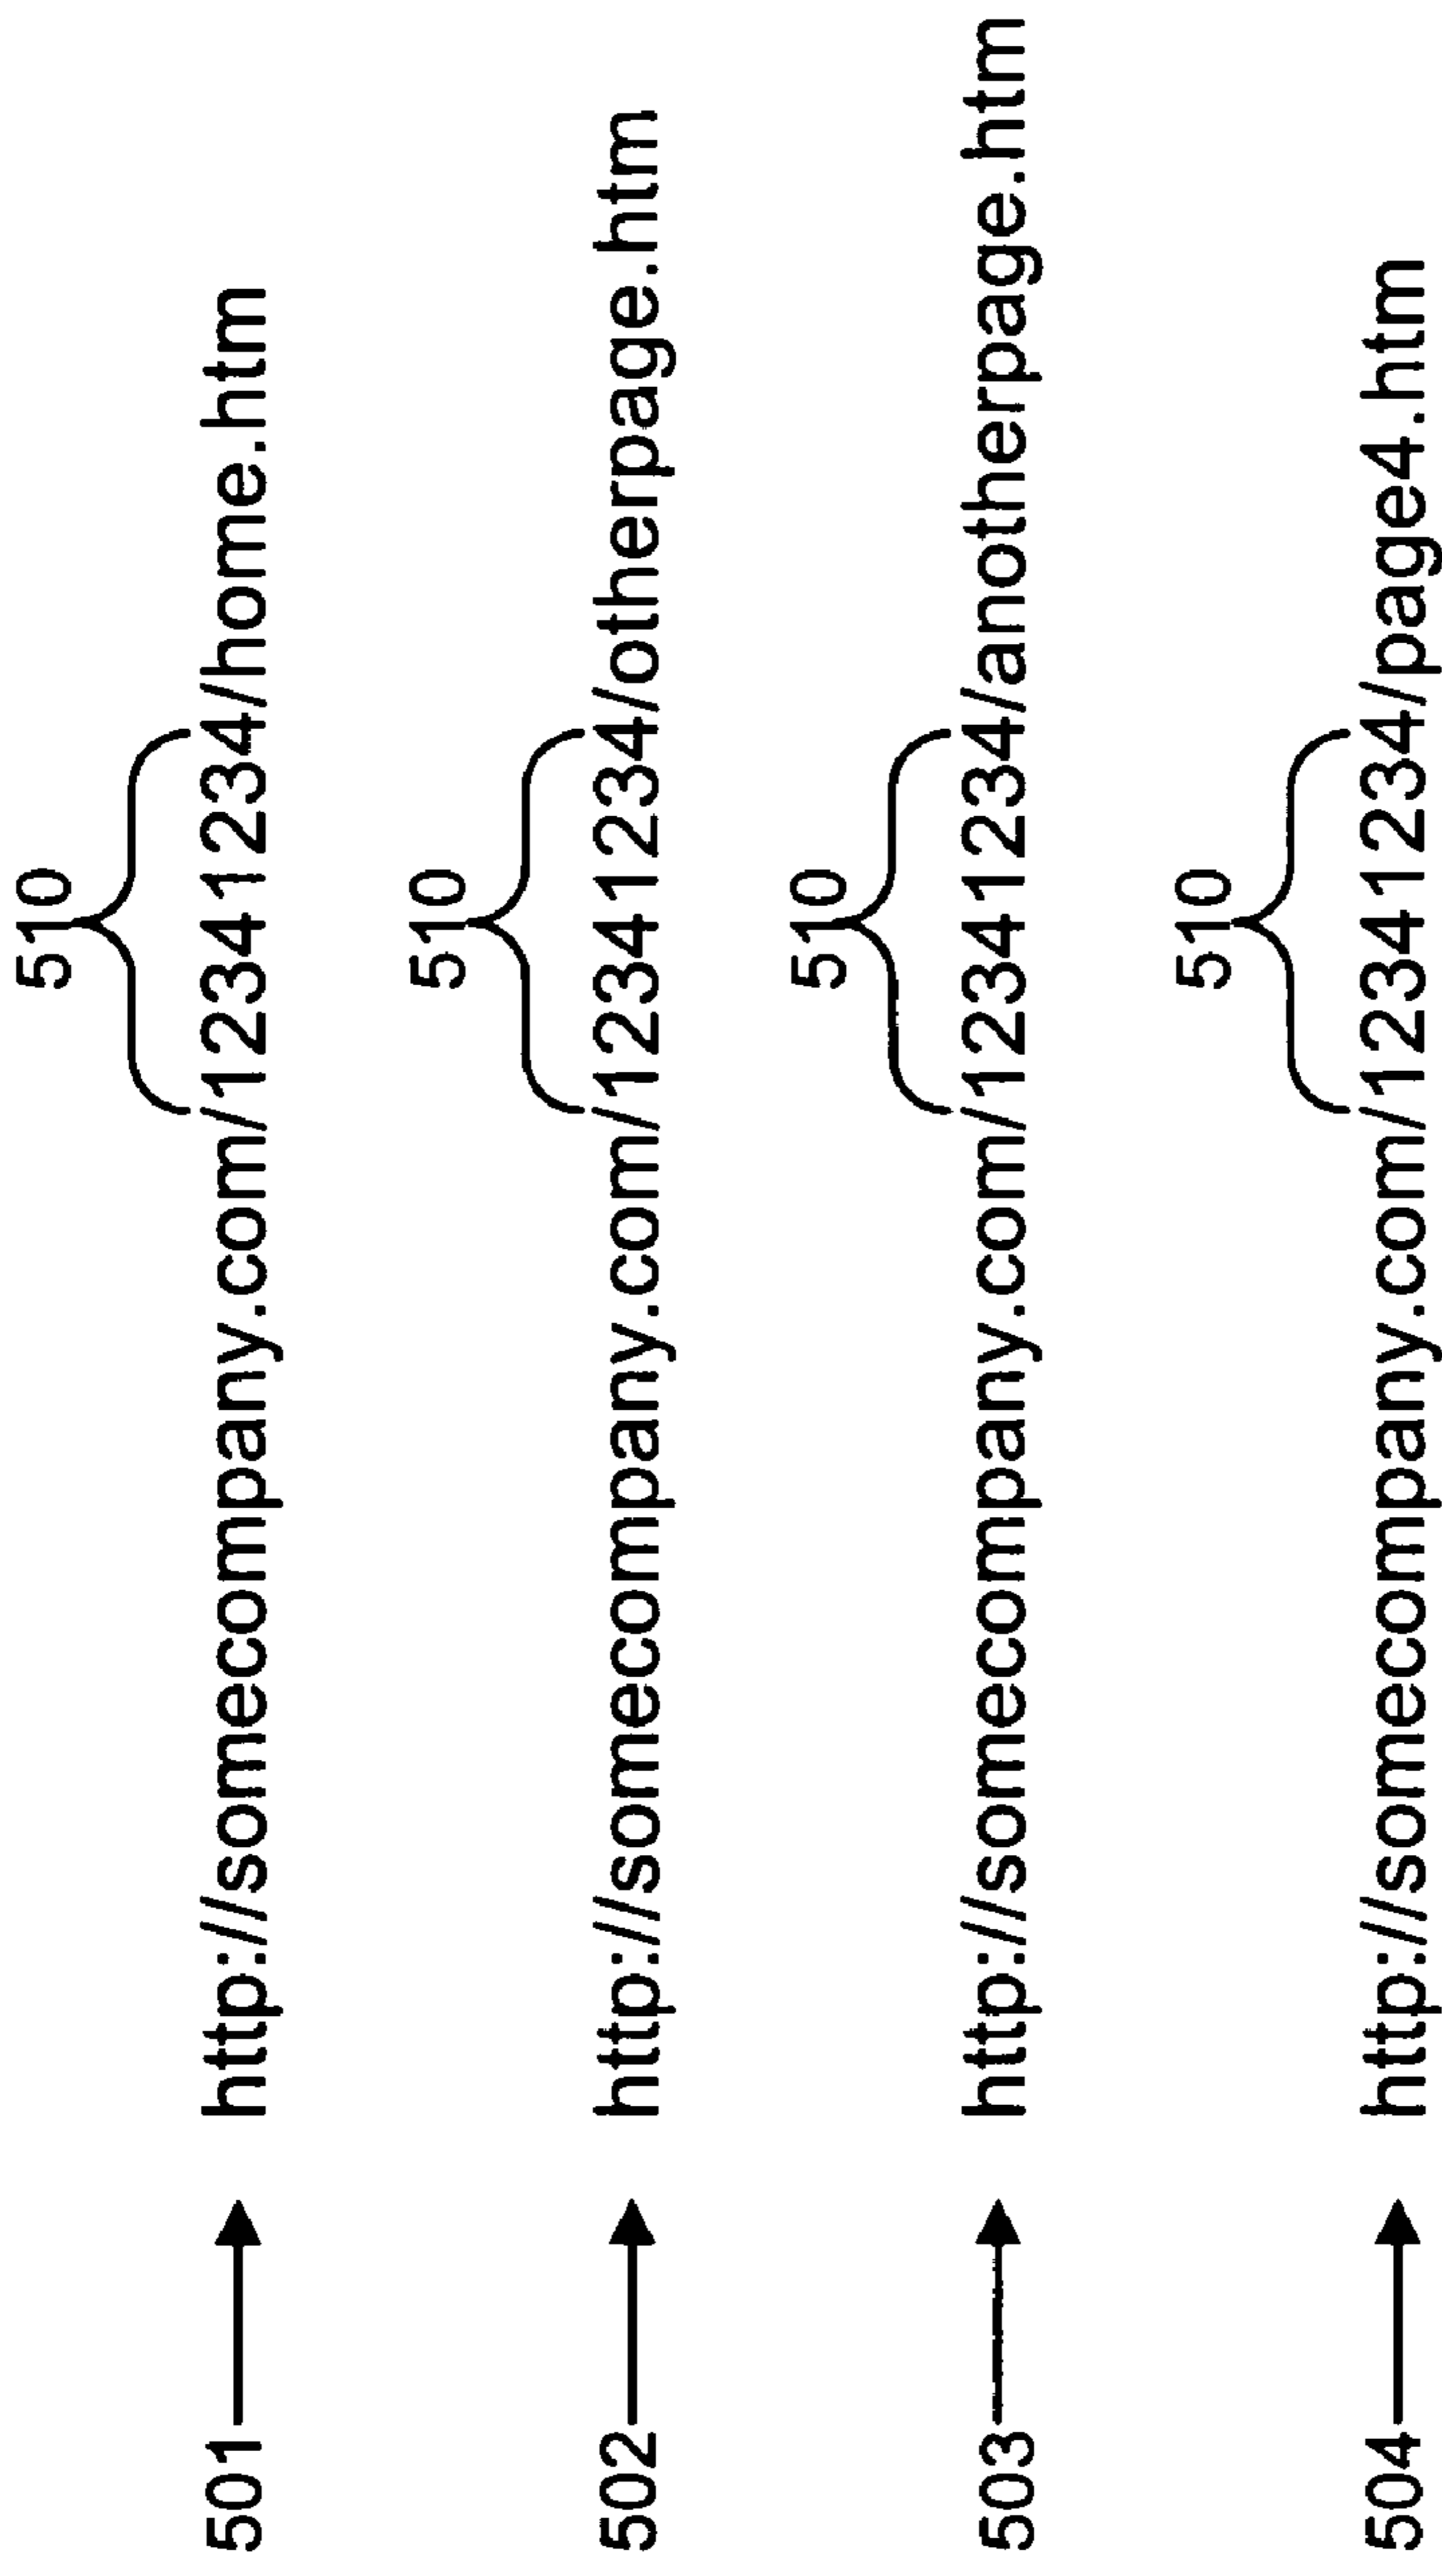 510
501 http://somecompany.com/12341234/home.htm
510
502 http://somecompany.com/12341234/otherpage.htm
510
503 http://somecompany.com/12341234/anotherpage.htm
510
504 http://somecompany.com/12341234/page4.htm